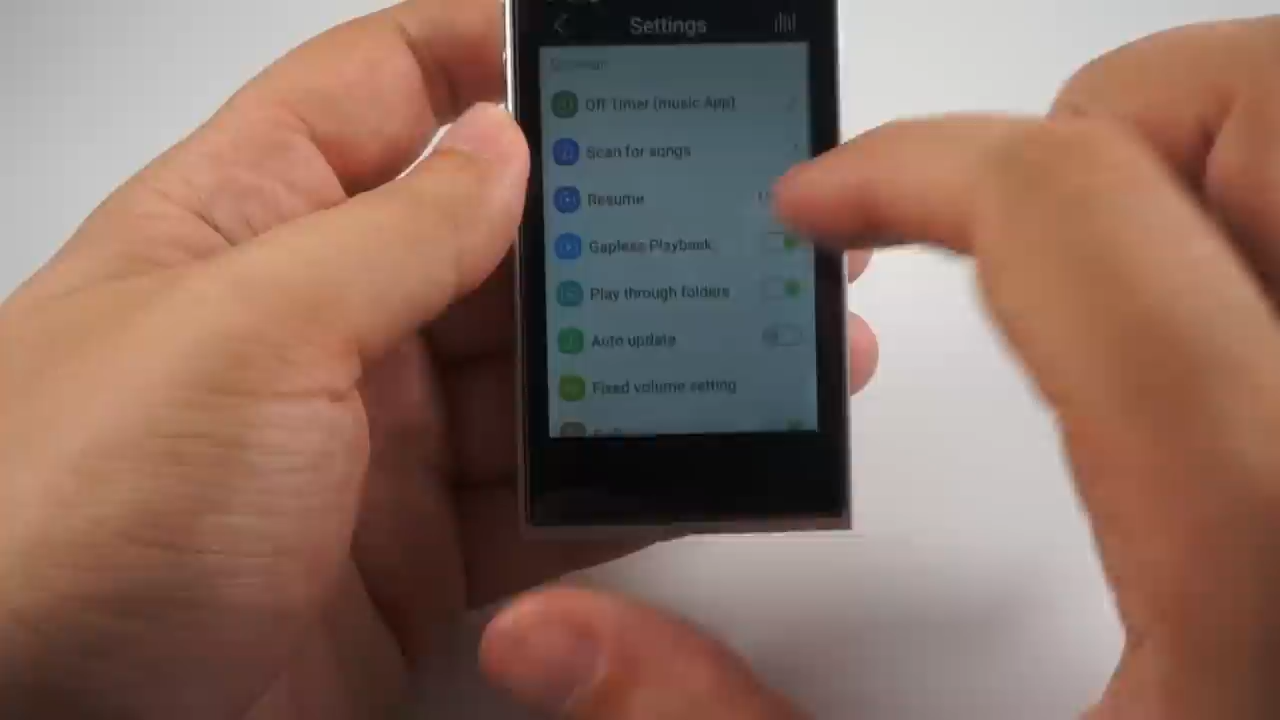 Settings
Off Timer (music App)
Scan for songs
Resume
Gapless Playback
Play through folders
Auto update
Fixed volume setting